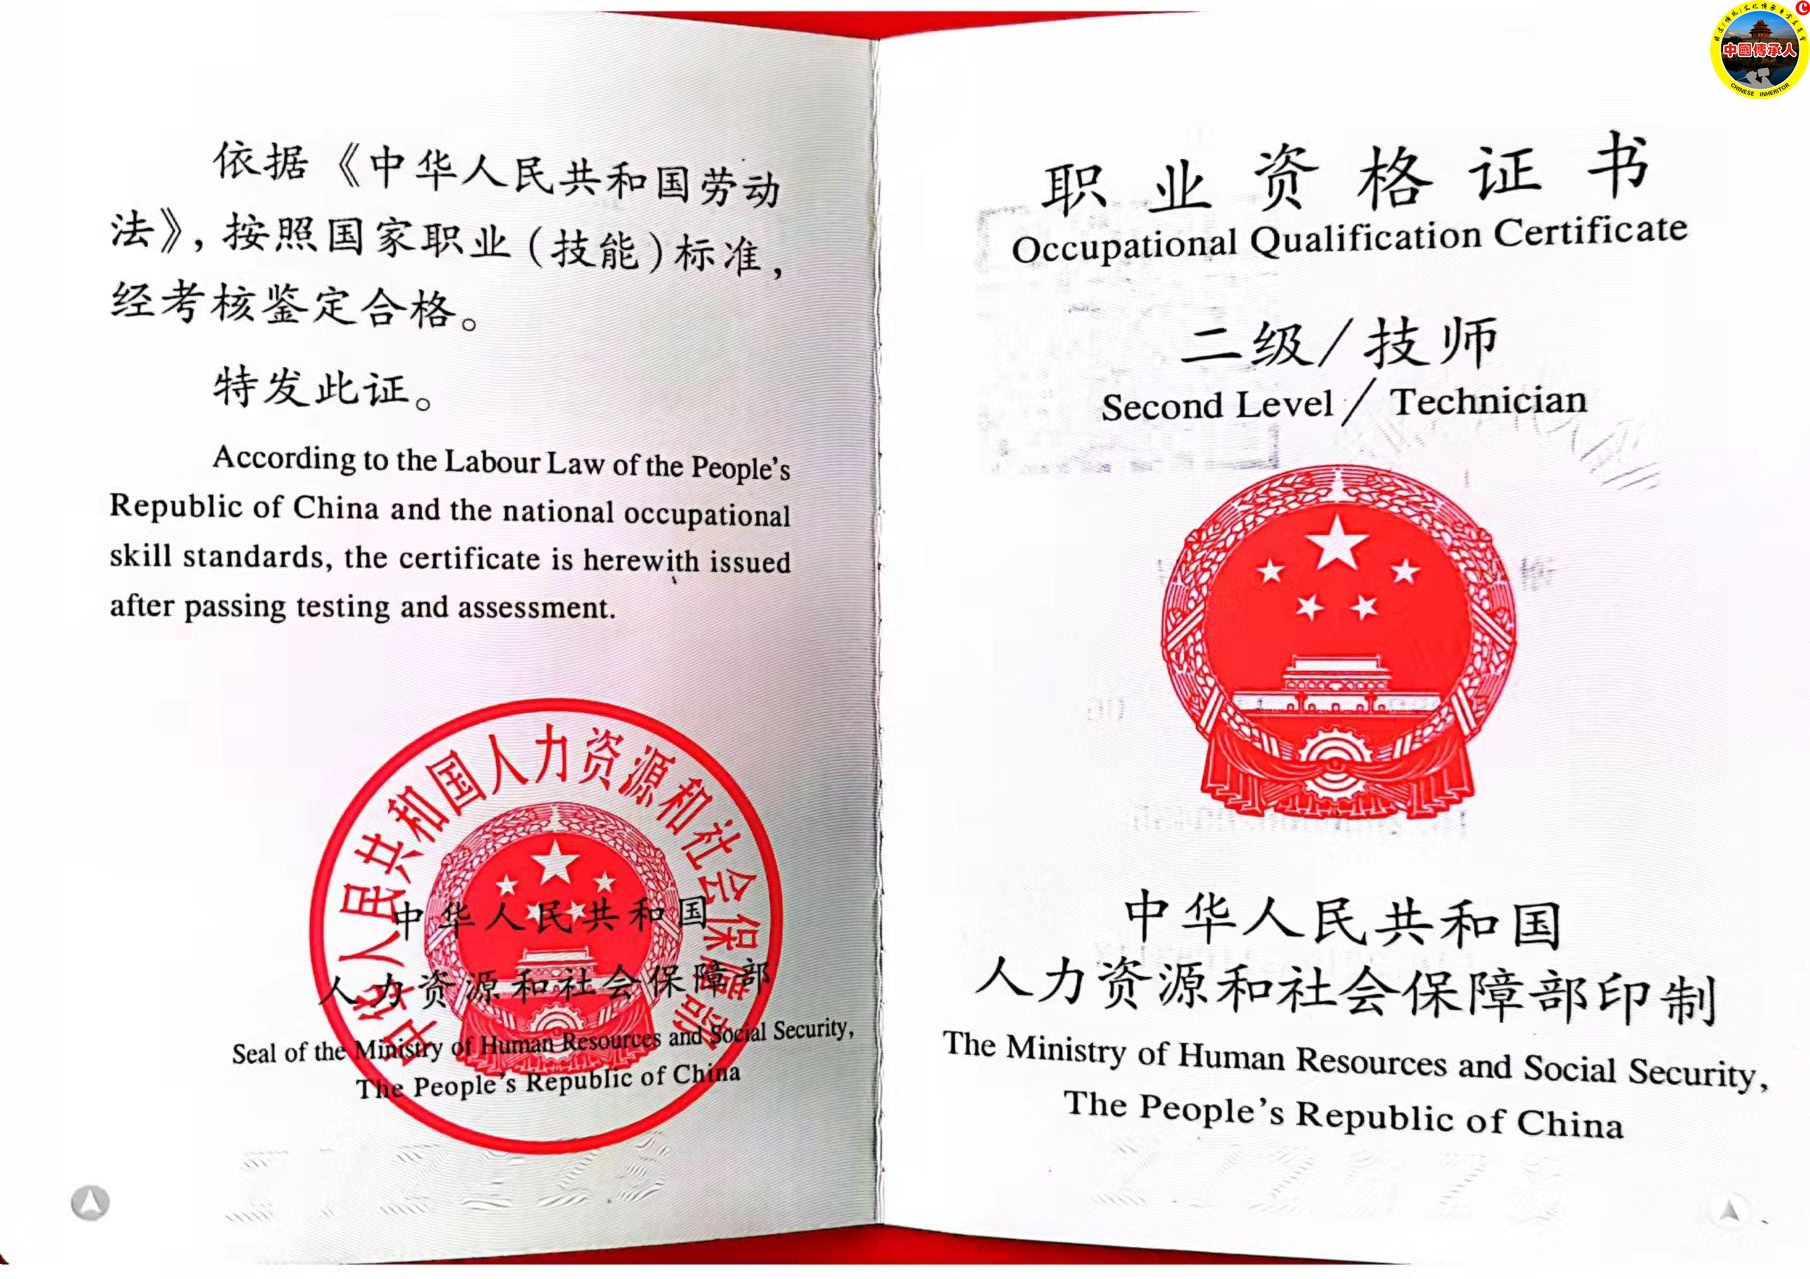 依据《中华人民共和国劳动
法》，按照国家职业（技能）标准，
经考核鉴定合格。
特发此证。
According to the Labour Law of the People's
Republic of China and the national occupational
skill standards, the certificate is herewith issued
after passing testing and assessment.
中华人民共和国人力资源和社会保障部
中华人民共和国
人力资源和社会保障部
Seal of the Ministry of Human Resources and Social Security,
The People's Republic of China
职业资格证书
Occupational Qualification Certificate
二级/技师
Second Level / Technician
中华人民共和国
人力资源和社会保障部印制
The Ministry of Human Resources and Social Security,
The People's Republic of China
中國傳承人
CHINESE INHERITOR
C